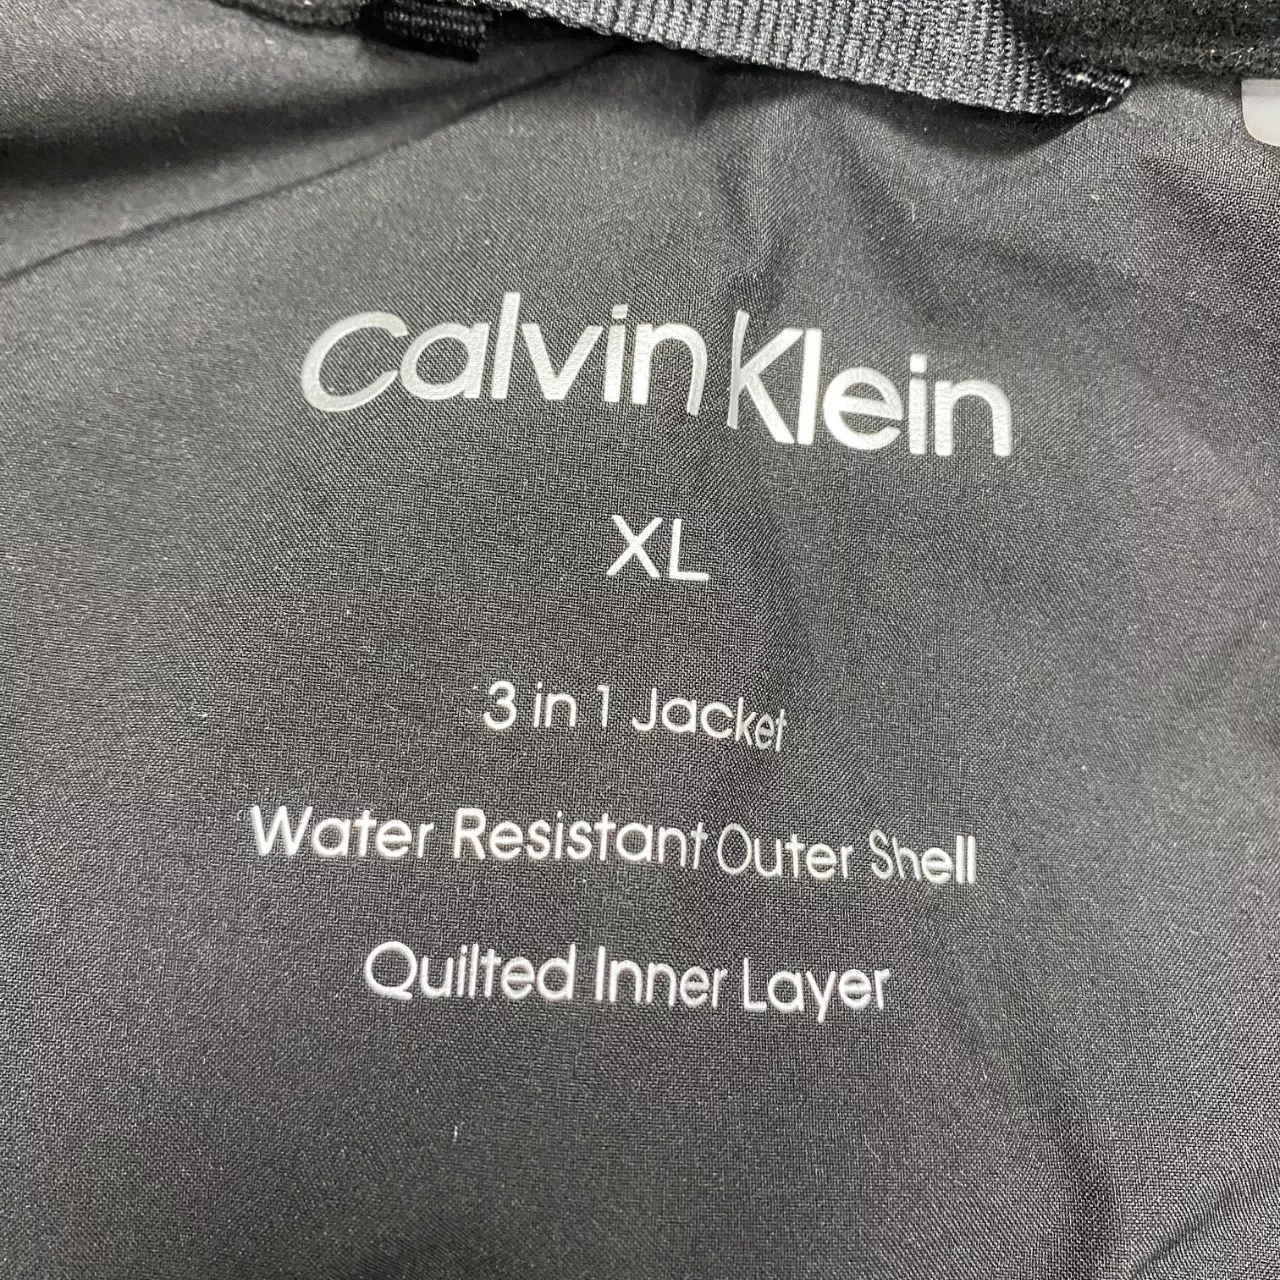 Calvin Klein
XL
3 in 1 Jacket
Water Resistant Outer Shell
Quilted Inner Layer